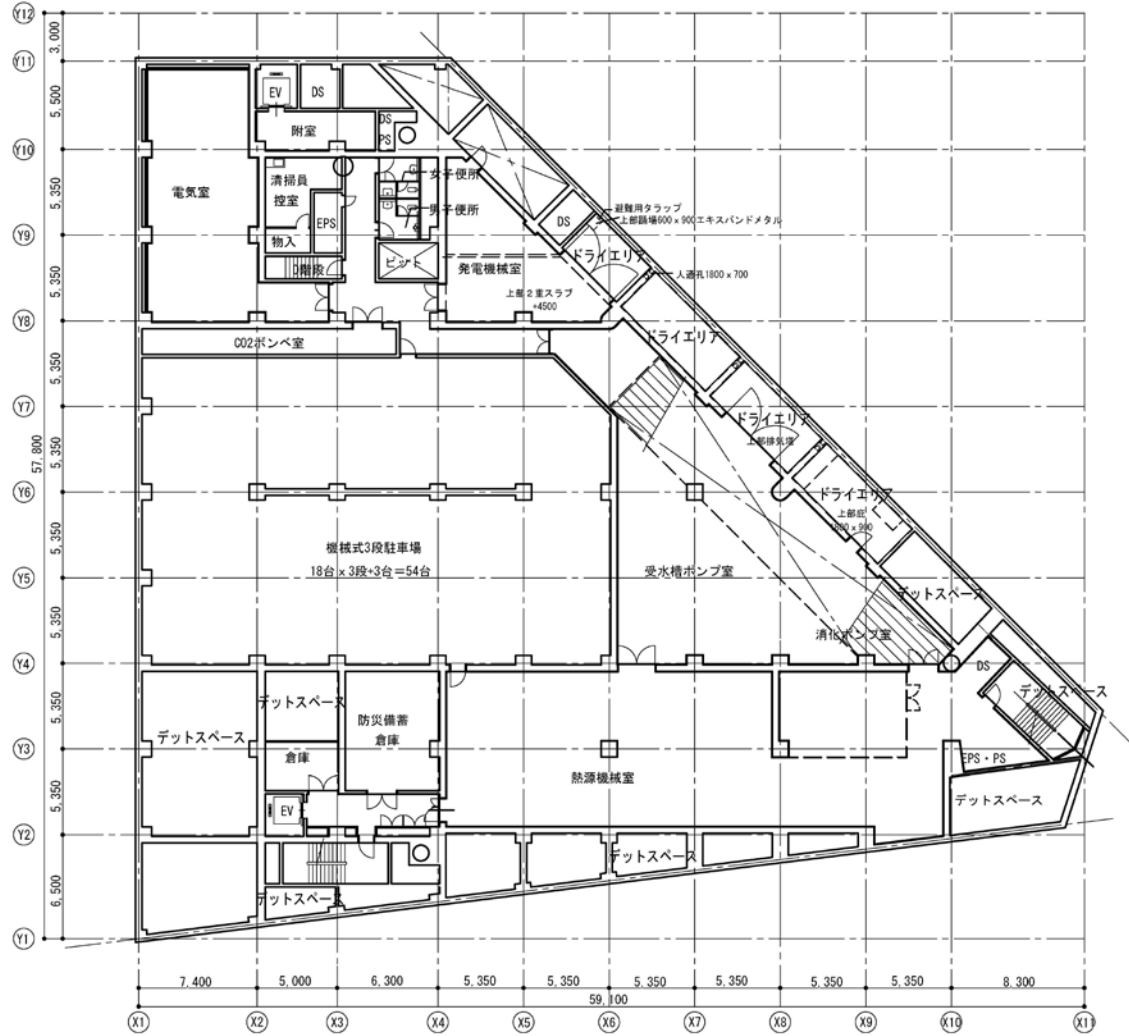 Y12
3,000
Y11
5,500
EV
DS
DS
PS
附室
Y10
5,350
女子便所
清掃員
控室
電気室
EPS
男子便所
DS
避難用タラップ
上部踊場600x900エキスパンドメタル
Y9
物入
ドライエリア
ピット
発電機械室
人通孔1800x700
D階段
5,350
上部2重スラブ
+4500
Y8
ドライエリア
CO2ボンベ室
5,350
Y7
ドライエリア
上部排気塔
57,800
5,350
Y6
ドライエリア
上部庇
1800x900
機械式3段駐車場
5,350
18台x3段+3台=54台
受水槽ポンプ室
Y5
デットスペース
5,350
消化ポンプ室
Y4
DS
デットスペース
デットスペース
防災備蓄
倉庫
5,350
デットスペース
Y3
倉庫
EPS・PS
熱源機械室
5,350
EV
デットスペース
Y2
デットスペース
6,500
デットスペース
Y1
7,400
5,000
6,300
5,350
5,350
5,350
5,350
5,350
5,350
8,300
59,100
X1
X2
X3
X4
X5
X6
X7
X8
X9
X10
X11